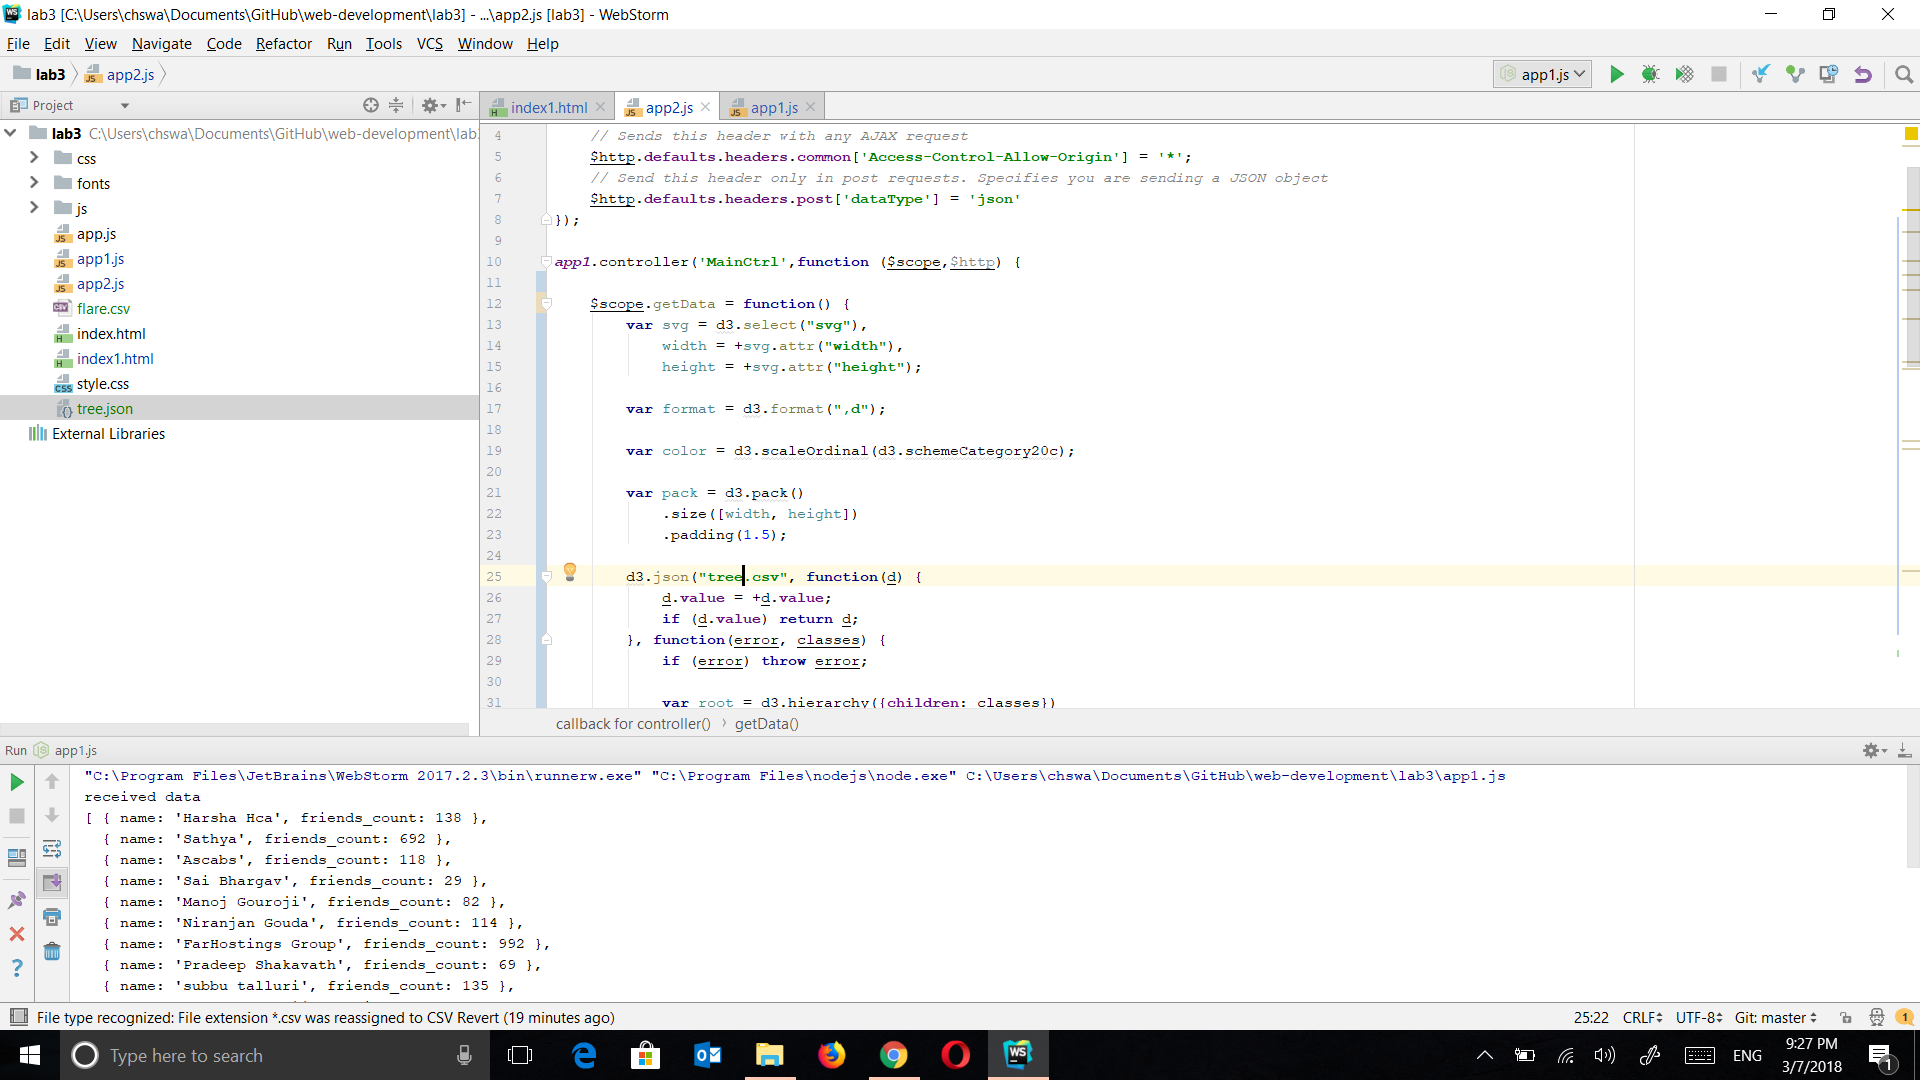 lab3 [C:\Users\chswa\Documents\GitHub\web-development\lab3] - ...\app2.js [lab3] - WebStorm
File Edit View Navigate Code Refactor Run Tools VCS Window Help
lab3 app2.js app1.js
Project
index1.html app2.js app1.js
lab3 C:\Users\chswa\Documents\GitHub\web-development\lab
css
fonts
js
app.js
app1.js
app2.js
flare.csv
index.html
index1.html
style.css
tree.json
External Libraries
4 // Sends this header with any AJAX request
5 $http.defaults.headers.common['Access-Control-Allow-Origin'] = '*';
6 // Send this header only in post requests. Specifies you are sending a JSON object
7 $http.defaults.headers.post['dataType'] = 'json'
8 });
9
10 app1.controller('MainCtrl',function ($scope,$http) {
11
12 $scope.getData = function() {
13 var svg = d3.select("svg"),
14 width = +svg.attr("width"),
15 height = +svg.attr("height");
16
17 var format = d3.format(",d");
18
19 var color = d3.scaleOrdinal(d3.schemeCategory20c);
20
21 var pack = d3.pack()
22 .size([width, height])
23 .padding(1.5);
24
25 d3.json("tree.csv", function(d) {
26 d.value = +d.value;
27 if (d.value) return d;
28 }, function(error, classes) {
29 if (error) throw error;
30
31 var root = d3.hierarchy({children: classes})
callback for controller() getData()
Run app1.js
"C:\Program Files\JetBrains\WebStorm 2017.2.3\bin\runnerw.exe" "C:\Program Files\nodejs\node.exe" C:\Users\chswa\Documents\GitHub\web-development\lab3\app1.js
received data
[ { name: 'Harsha Hca', friends_count: 138 },
{ name: 'Sathya', friends_count: 692 },
{ name: 'Ascabs', friends_count: 118 },
{ name: 'Sai Bhargav', friends_count: 29 },
{ name: 'Manoj Gouroji', friends_count: 82 },
{ name: 'Niranjan Gouda', friends_count: 114 },
{ name: 'FarHostings Group', friends_count: 992 },
{ name: 'Pradeep Shakavath', friends_count: 69 },
{ name: 'subbu talluri', friends_count: 135 },
File type recognized: File extension *.csv was reassigned to CSV Revert (19 minutes ago)
25:22 CRLF UTF-8 Git: master 1
Type here to search
ENG
9:27 PM
3/7/2018
1